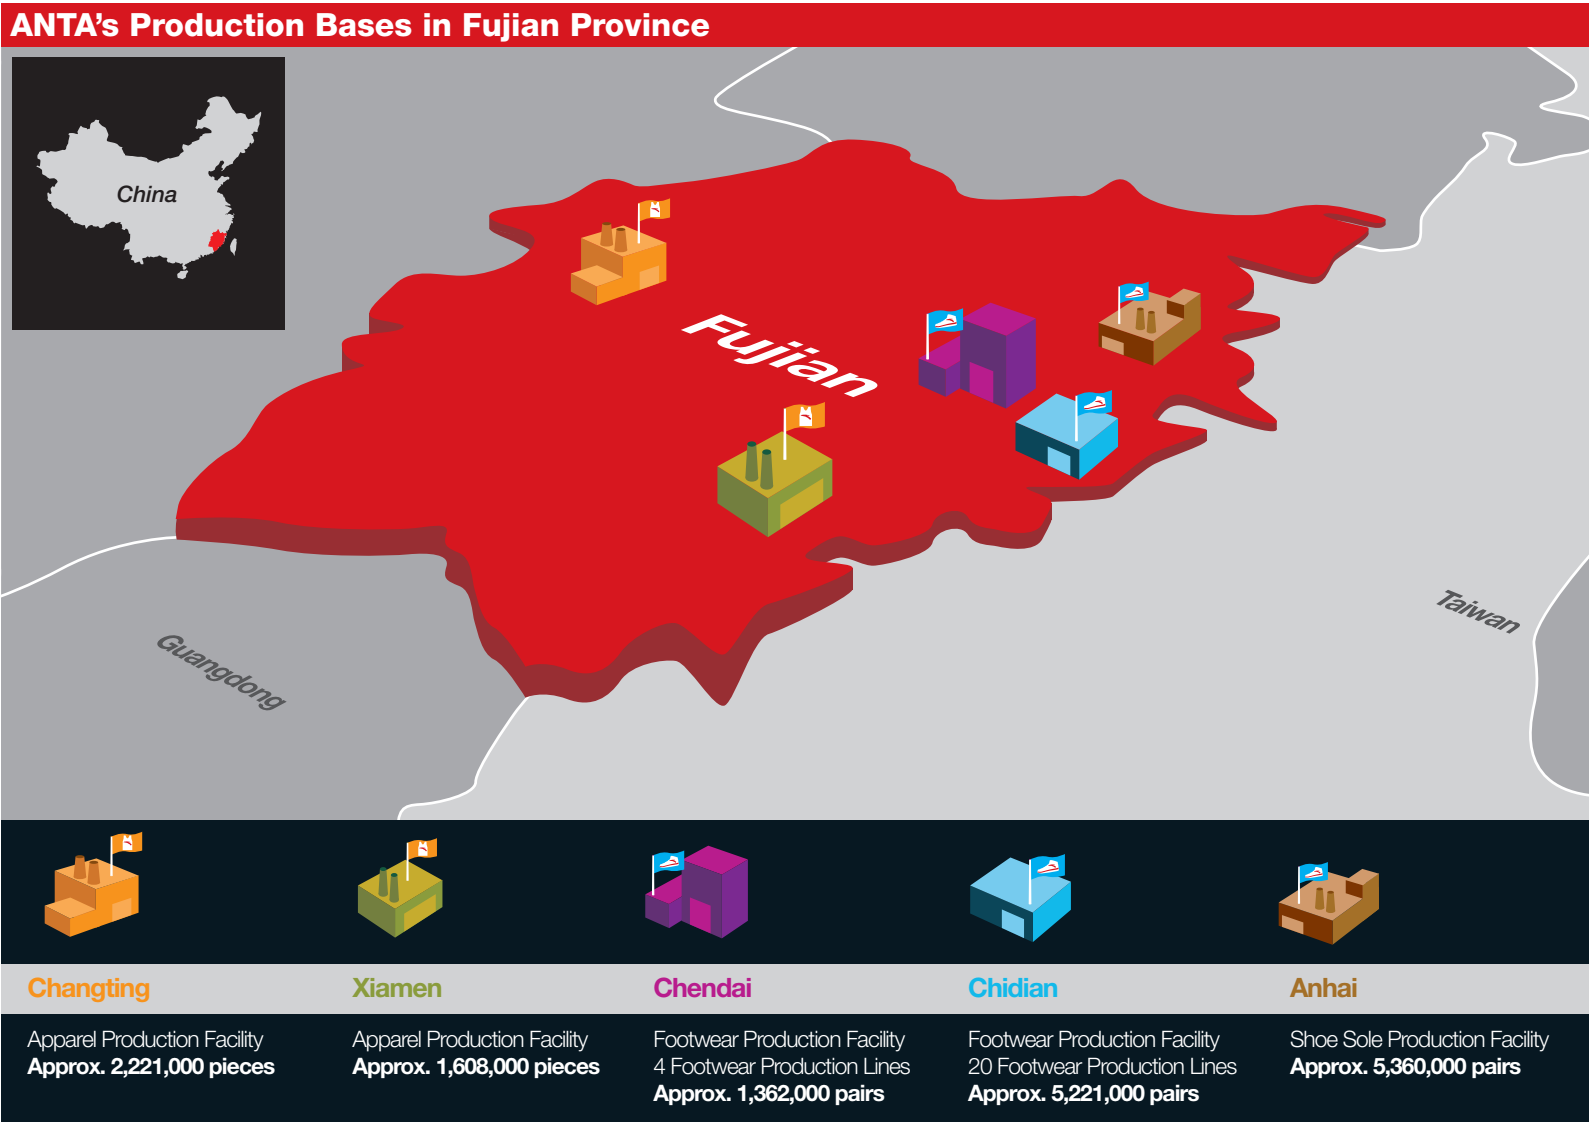 ANTA's Production Bases in Fujian Province
China
Fujian
Taiwan
Guangdong
Changting
Apparel Production Facility
Approx. 2,221,000 pieces
Xiamen
Apparel Production Facility
Approx. 1,608,000 pieces
Chendai
Footwear Production Facility
4 Footwear Production Lines
Approx. 1,362,000 pairs
Chidian
Footwear Production Facility
20 Footwear Production Lines
Approx. 5,221,000 pairs
Anhai
Shoe Sole Production Facility
Approx. 5,360,000 pairs